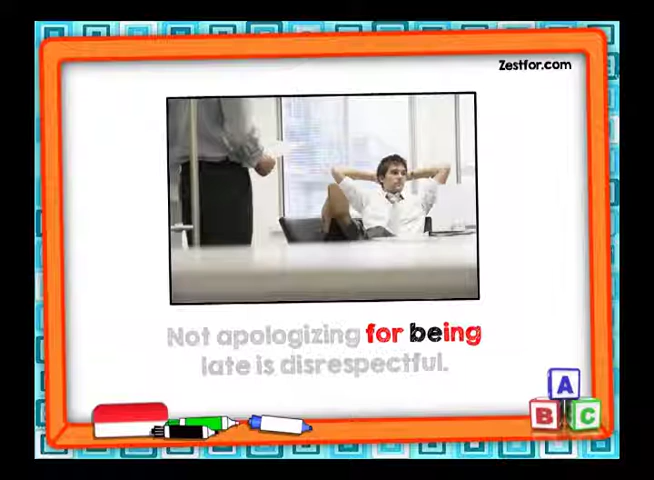 Zestfor.com
Not apologizing for being
late is disrespectful.
A
B C